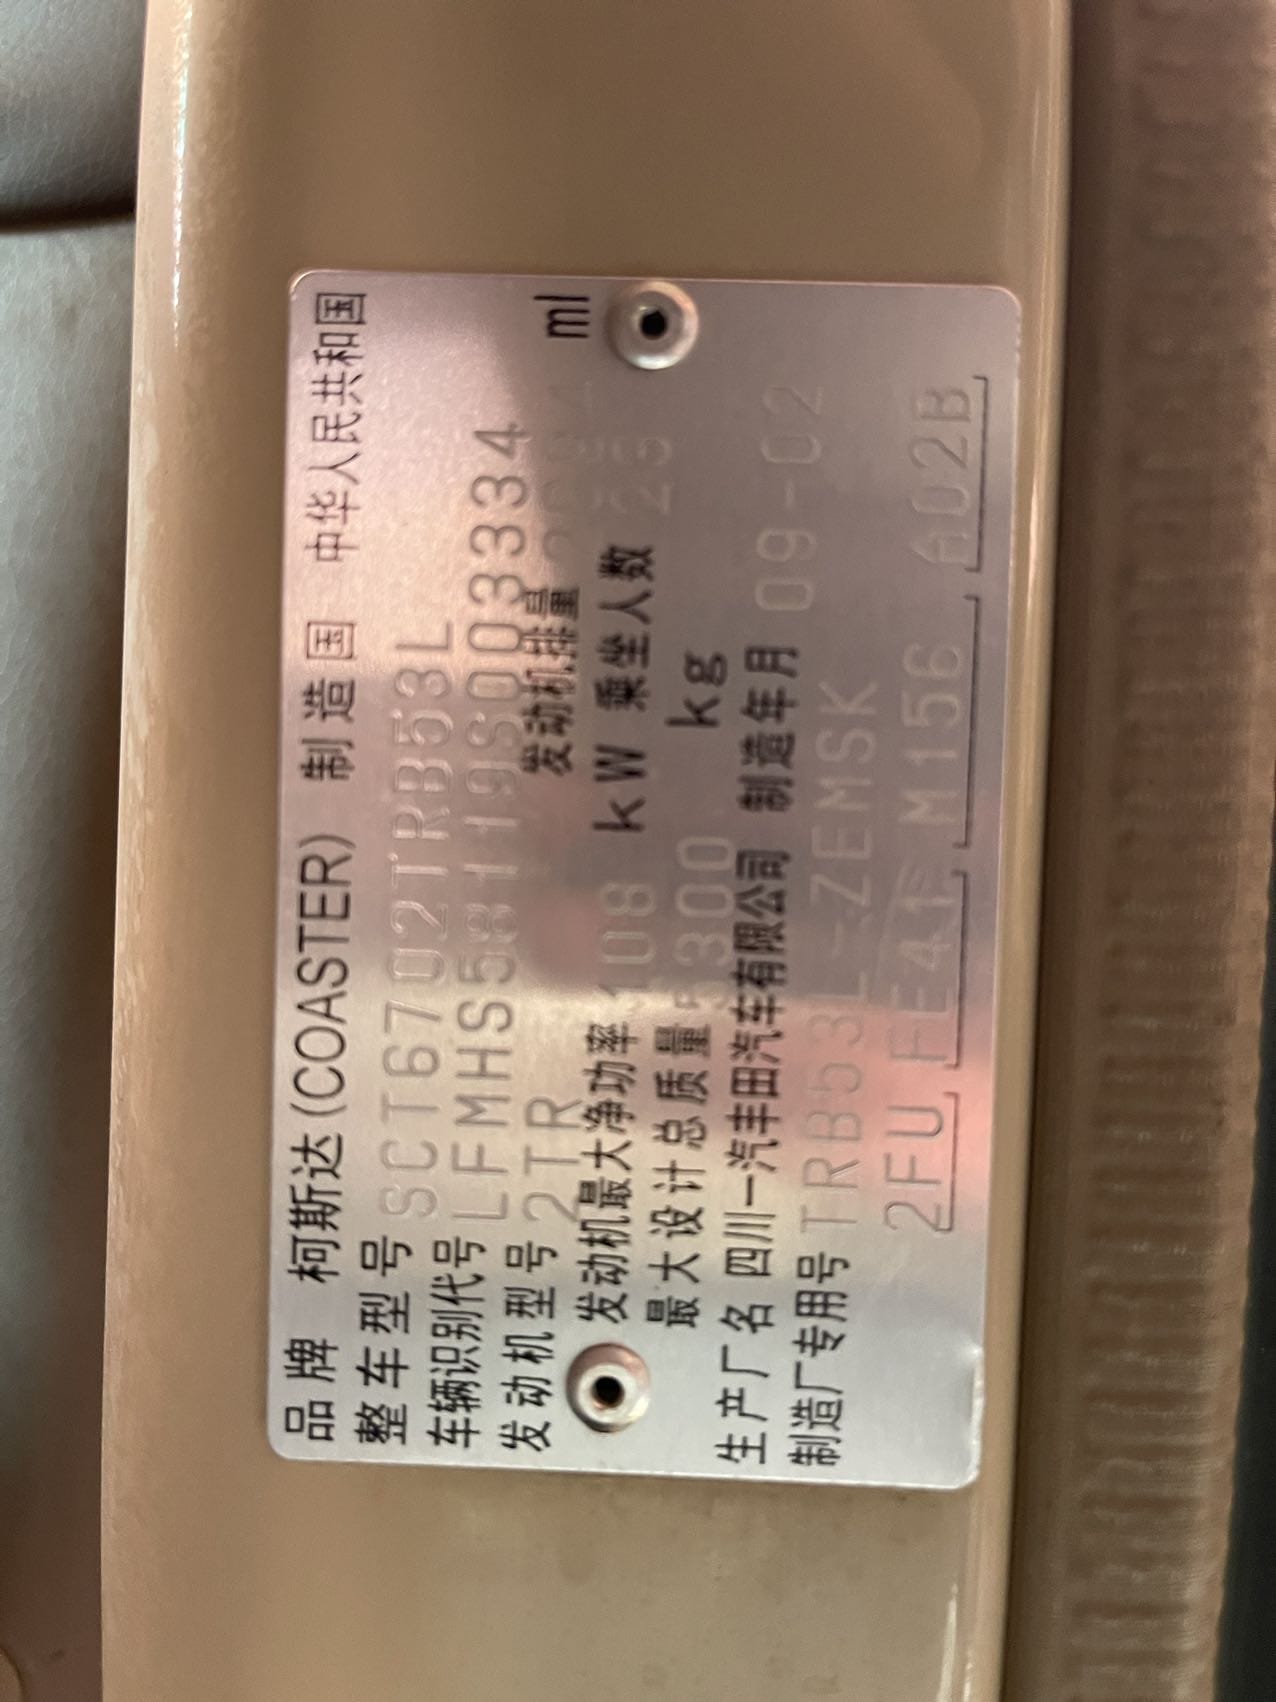 品牌 柯斯达(COASTER) 制造国 中华人民共和国
整车型号 SCT6702TRB53L
车辆识别代号 LFMHS58119S003334
发动机型号 2TR 发动机排量 ml
发动机最大净功率 108 kW 乘坐人数 23
最大设计总质量 5300 kg
生产厂名 四川一汽丰田汽车有限公司 制造年月 09-02
制造厂专用号 TRB53L-ZEMSK
2FU FE41 M156 A02B